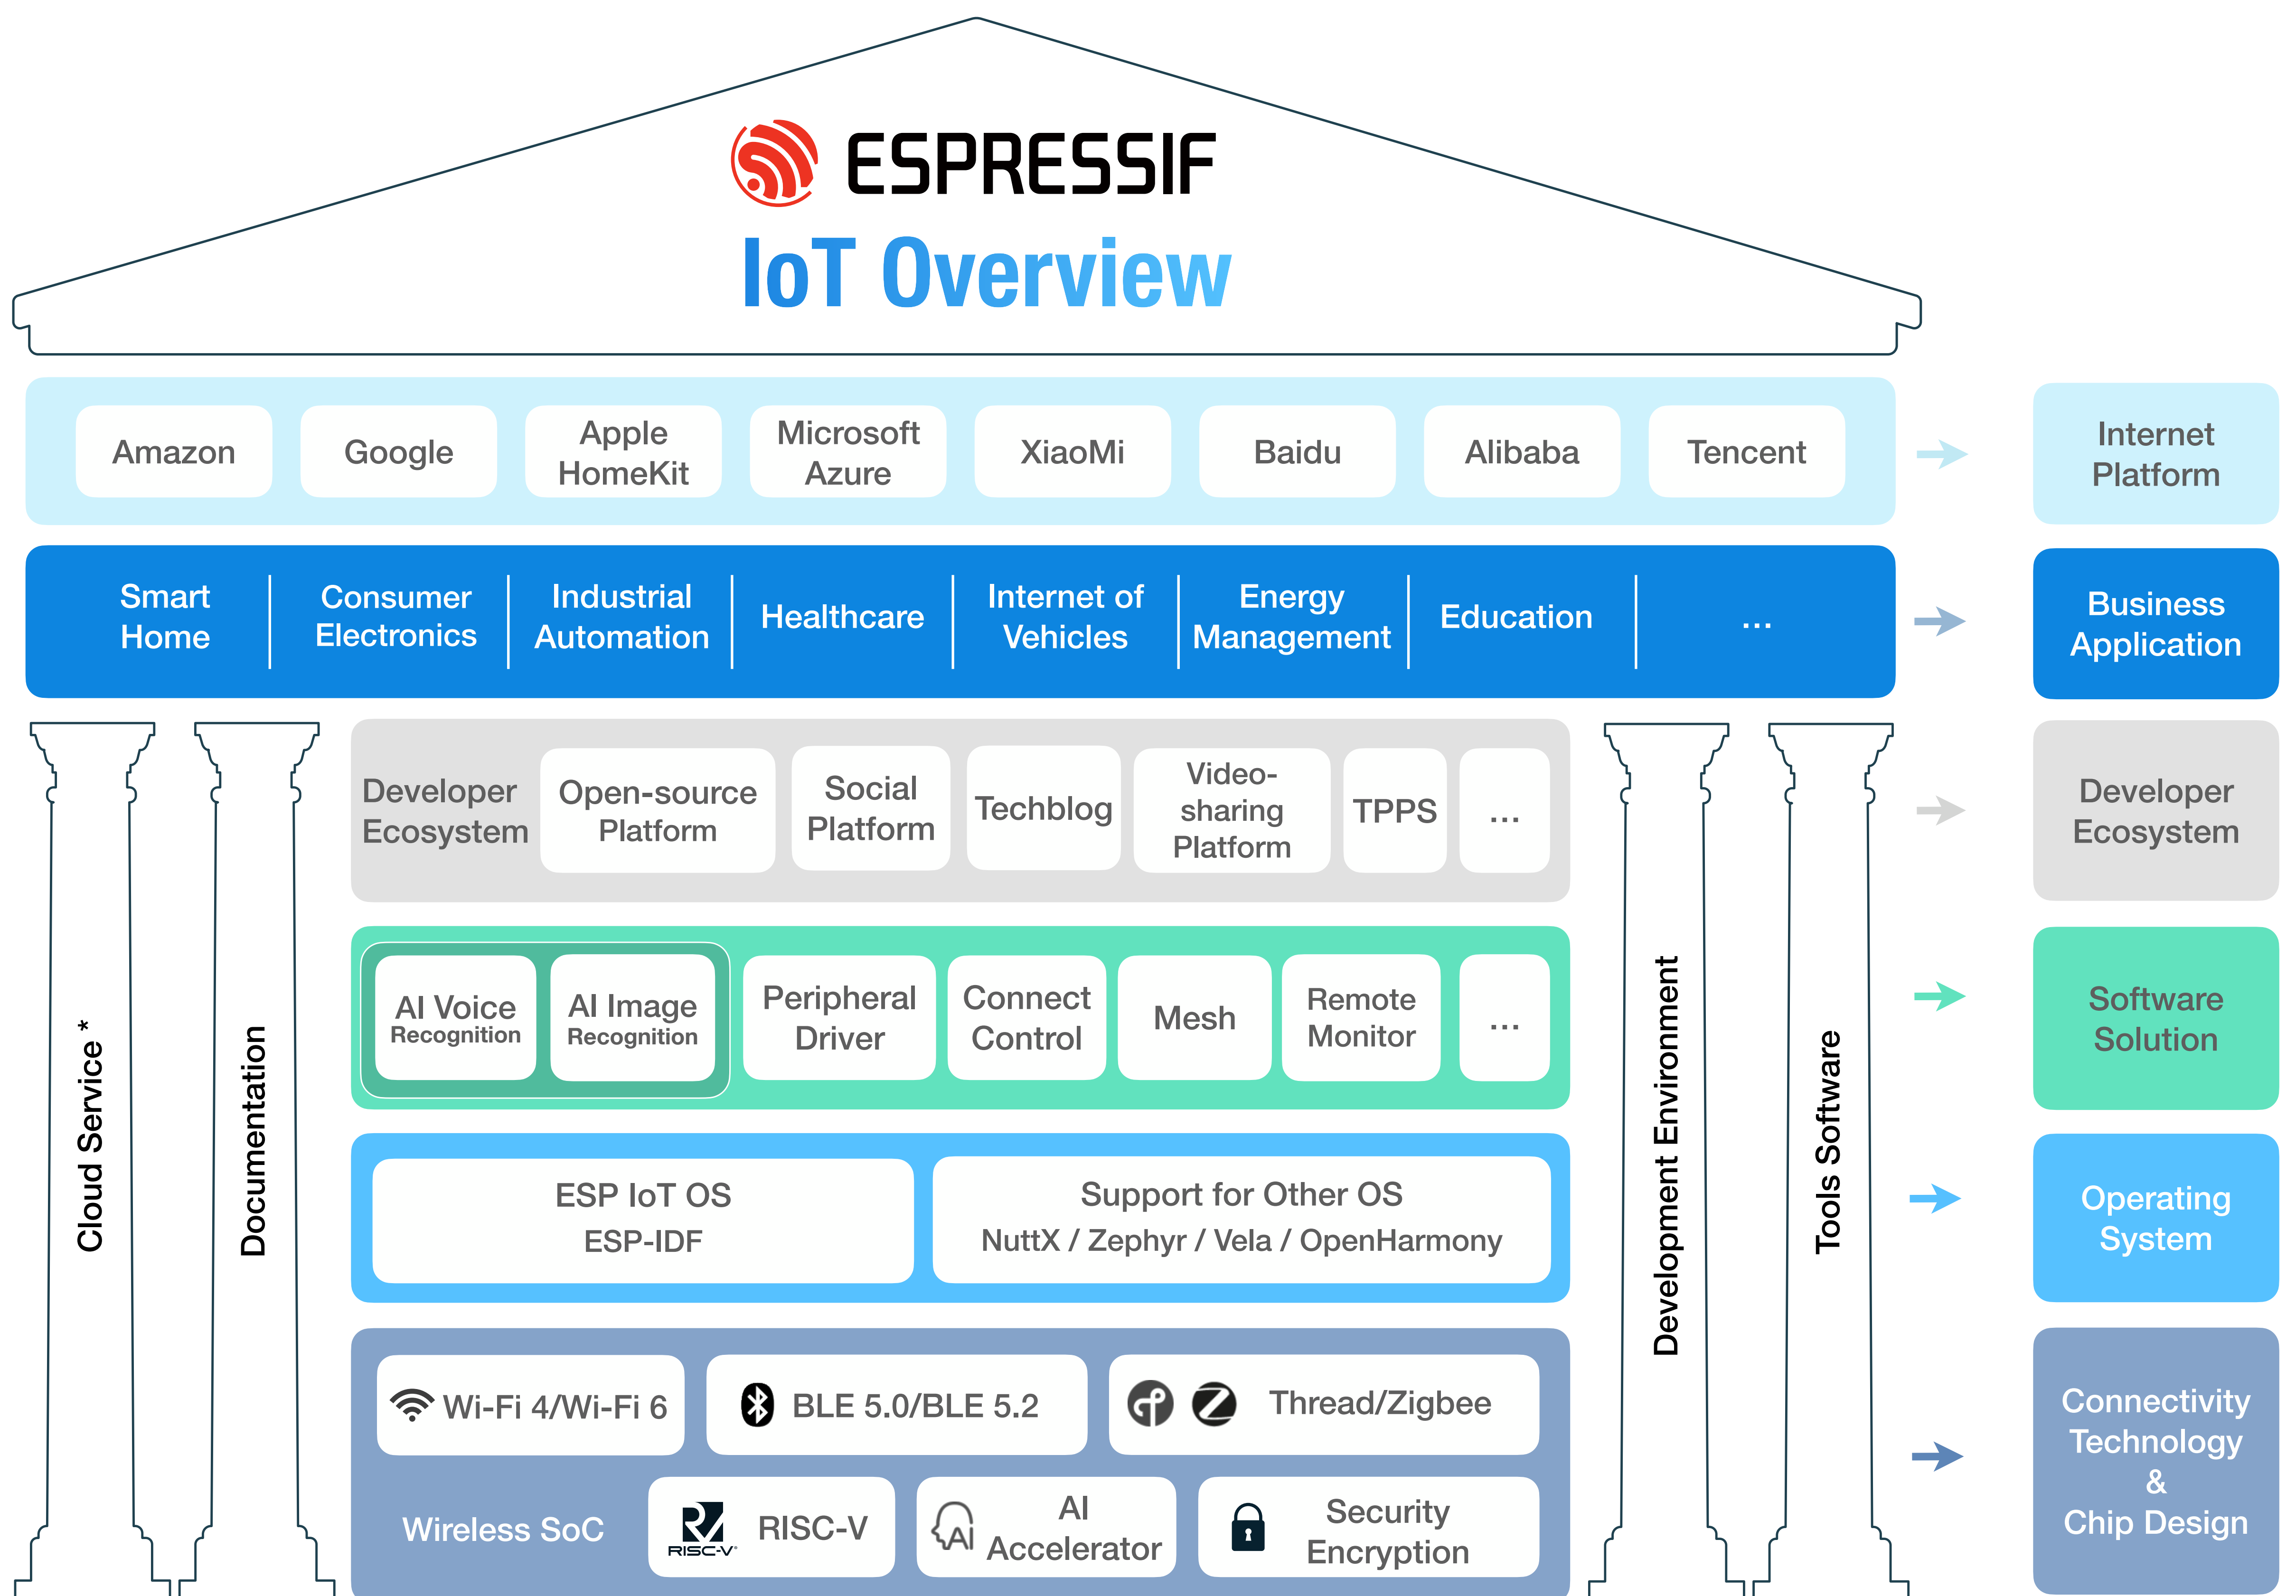 ESPRESSIF
IoT Overview
Amazon
Google
Apple
HomeKit
Microsoft
Azure
XiaoMi
Baidu
Alibaba
Tencent
Internet
Platform
Smart
Home
Consumer
Electronics
Industrial
Automation
Healthcare
Internet of
Vehicles
Energy
Management
Education
...
Business
Application
Cloud Service *
Documentation
Developer
Ecosystem
Open-source
Platform
Social
Platform
Techblog
Video-
sharing
Platform
TPPS
...
Developer
Ecosystem
AI Voice
Recognition
AI Image
Recognition
Peripheral
Driver
Connect
Control
Mesh
Remote
Monitor
...
Software
Solution
ESP IoT OS
ESP-IDF
Support for Other OS
NuttX / Zephyr / Vela / OpenHarmony
Operating
System
Wi-Fi 4/Wi-Fi 6
BLE 5.0/BLE 5.2
Thread/Zigbee
Wireless SoC
RISC-V®
RISC-V
AI
AI
Accelerator
Security
Encryption
Connectivity
Technology
&
Chip Design
Development Environment
Tools Software